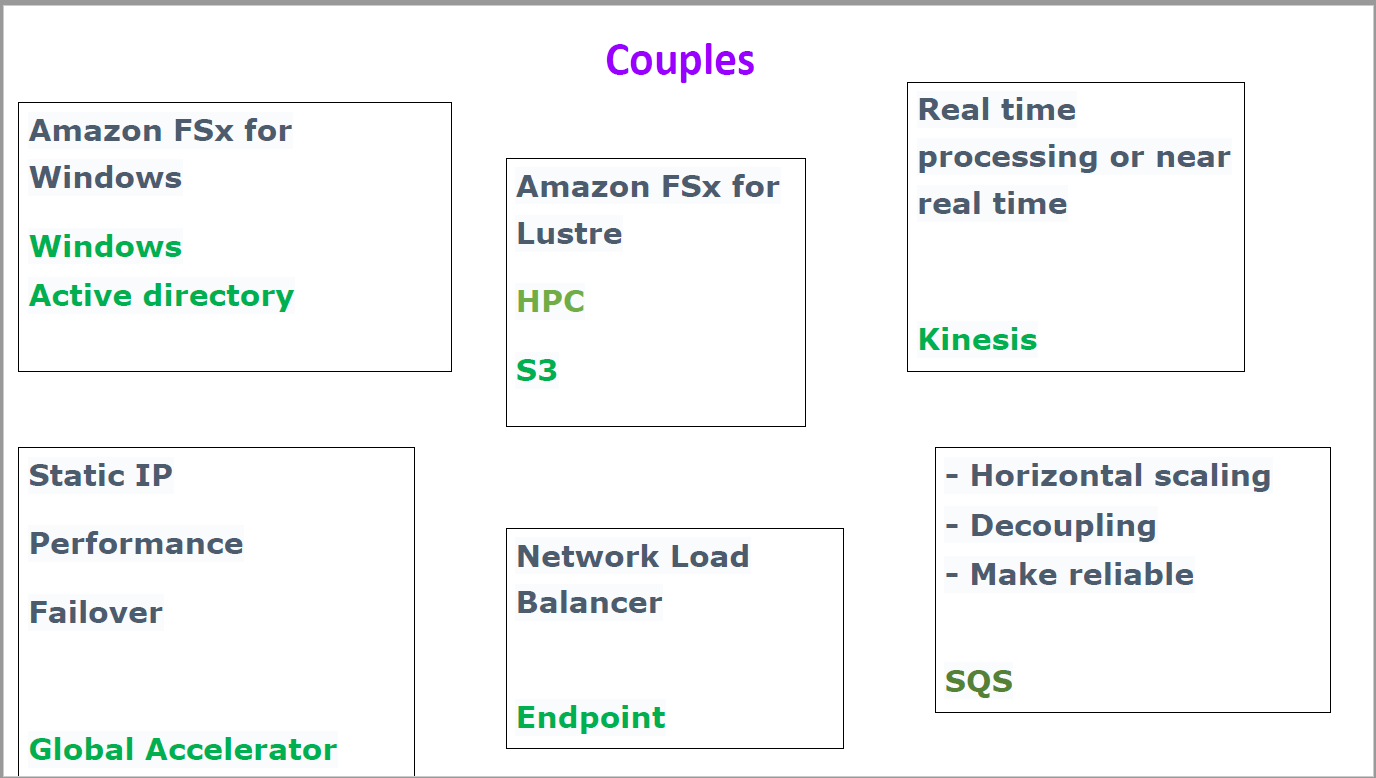 Couples
Amazon FSx for
Windows
Windows
Active directory
Amazon FSx for
Lustre
HPC
S3
Real time
processing or near
real time
Kinesis
Static IP
Performance
Failover
Global Accelerator
Network Load
Balancer
Endpoint
- Horizontal scaling
- Decoupling
- Make reliable
SQS